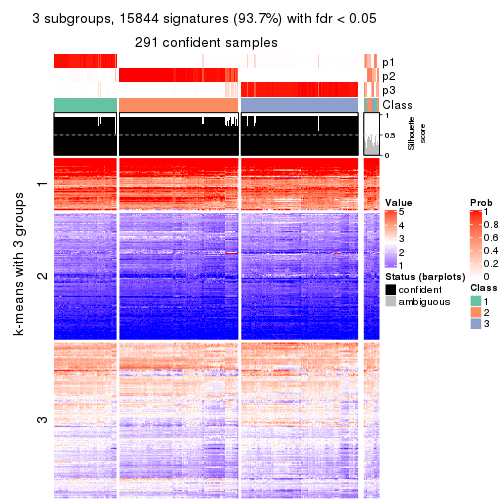 3 subgroups, 15844 signatures (93.7%) with fdr < 0.05
291 confident samples
p1
p2
p3
Class
1
0.5
0
Silhouette
score
k-means with 3 groups
1
2
3
Value
5
4
3
2
1
Status (barplots)
confident
ambiguous
Prob
1
0.8
0.6
0.4
0.2
0
Class
1
2
3